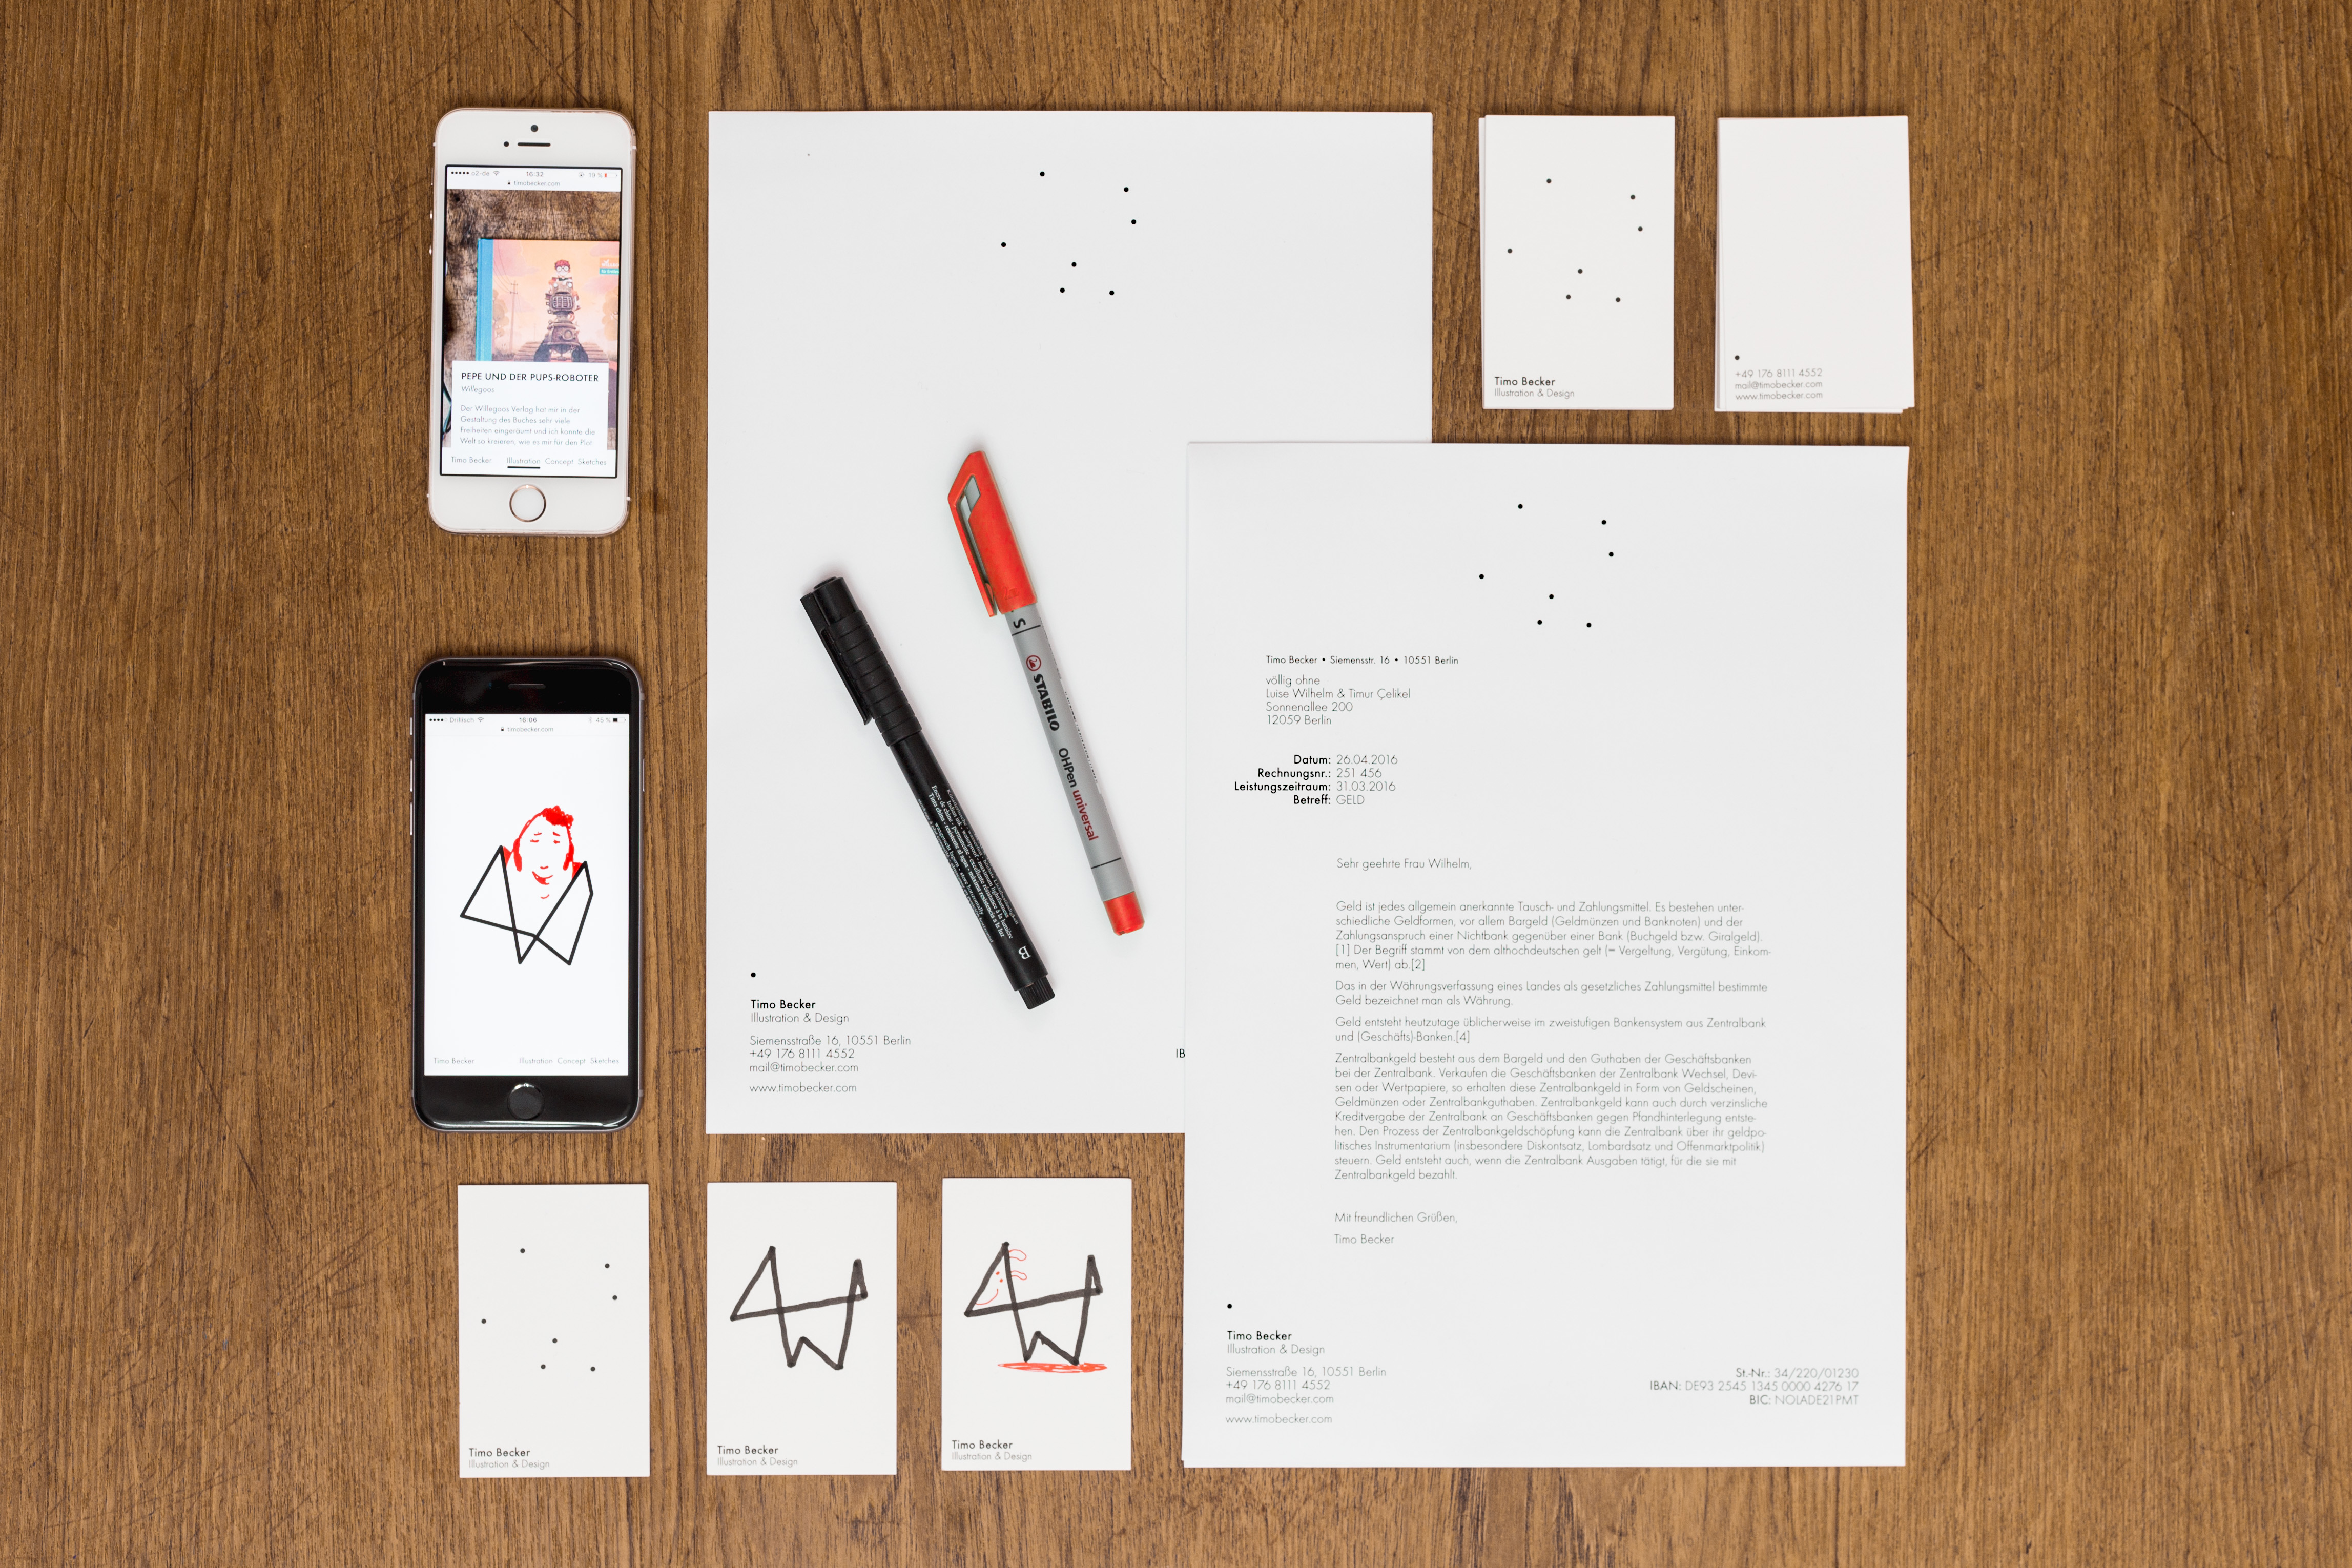 o2-de 16:32 19 %
timobecker.com
PEPE UND DER PUPS-ROBOTER
Willegoos
Der Willegoos Verlag hat mir in der
Gestaltung des Buches sehr viele
Freiheiten eingeräumt und ich konnte die
Welt so kreieren, wie es mir für den Plot
Timo Becker Illustration Concept Sketches
Drillisch 16:06 45 %
timobecker.com
Timo Becker Illustration Concept Sketches
S
STABILO
OHPen universal
B
Timo Becker
Illustration & Design
Siemensstraße 16, 10551 Berlin
+49 176 8111 4552
mail@timobecker.com
www.timobecker.com
IB
Timo Becker
Illustration & Design
+49 176 8111 4552
mail@timobecker.com
www.timobecker.com
Timo Becker • Siemensstr. 16 • 10551 Berlin
völlig ohne
Luise Wilhelm & Timur Çelikel
Sonnenallee 200
12059 Berlin
Datum: 26.04.2016
Rechnungsnr.: 251 456
Leistungszeitraum: 31.03.2016
Betreff: GELD
Sehr geehrte Frau Wilhelm,
Geld ist jedes allgemein anerkannte Tausch- und Zahlungsmittel. Es bestehen unter-
schiedliche Geldformen, vor allem Bargeld (Geldmünzen und Banknoten) und der
Zahlungsanspruch einer Nichtbank gegenüber einer Bank (Buchgeld bzw. Giralgeld).
[1] Der Begriff stammt von dem althochdeutschen gelt (= Vergeltung, Vergütung, Einkom-
men, Wert) ab.[2]
Das in der Währungsverfassung eines Landes als gesetzliches Zahlungsmittel bestimmte
Geld bezeichnet man als Währung.
Geld entsteht heutzutage üblicherweise im zweistufigen Bankensystem aus Zentralbank
und (Geschäfts)-Banken.[4]
Zentralbankgeld besteht aus dem Bargeld und den Guthaben der Geschäftsbanken
bei der Zentralbank. Verkaufen die Geschäftsbanken der Zentralbank Wechsel, Devi-
sen oder Wertpapiere, so erhalten diese Zentralbankgeld in Form von Geldscheinen,
Geldmünzen oder Zentralbankguthaben. Zentralbankgeld kann auch durch verzinsliche
Kreditvergabe der Zentralbank an Geschäftsbanken gegen Pfandhinterlegung entste-
hen. Den Prozess der Zentralbankgeldschöpfung kann die Zentralbank über ihr geldpo-
litisches Instrumentarium (insbesondere Diskontsatz, Lombardsatz und Offenmarktpolitik)
steuern. Geld entsteht auch, wenn die Zentralbank Ausgaben tätigt, für die sie mit
Zentralbankgeld bezahlt.
Mit freundlichen Grüßen,
Timo Becker
Timo Becker
Illustration & Design
Siemensstraße 16, 10551 Berlin
+49 176 8111 4552
mail@timobecker.com
www.timobecker.com
St.-Nr.: 34/220/01230
IBAN: DE93 2545 1345 0000 4276 17
BIC: NOLADE21PMT
Timo Becker
Illustration & Design
Timo Becker
Illustration & Design
Timo Becker
Illustration & Design